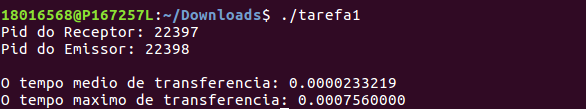 18016568@P167257L:~/Downloads$ ./tarefa1
Pid do Receptor: 22397
Pid do Emissor: 22398
O tempo medio de transferencia: 0.0000233219
O tempo maximo de transferencia: 0.0007560000